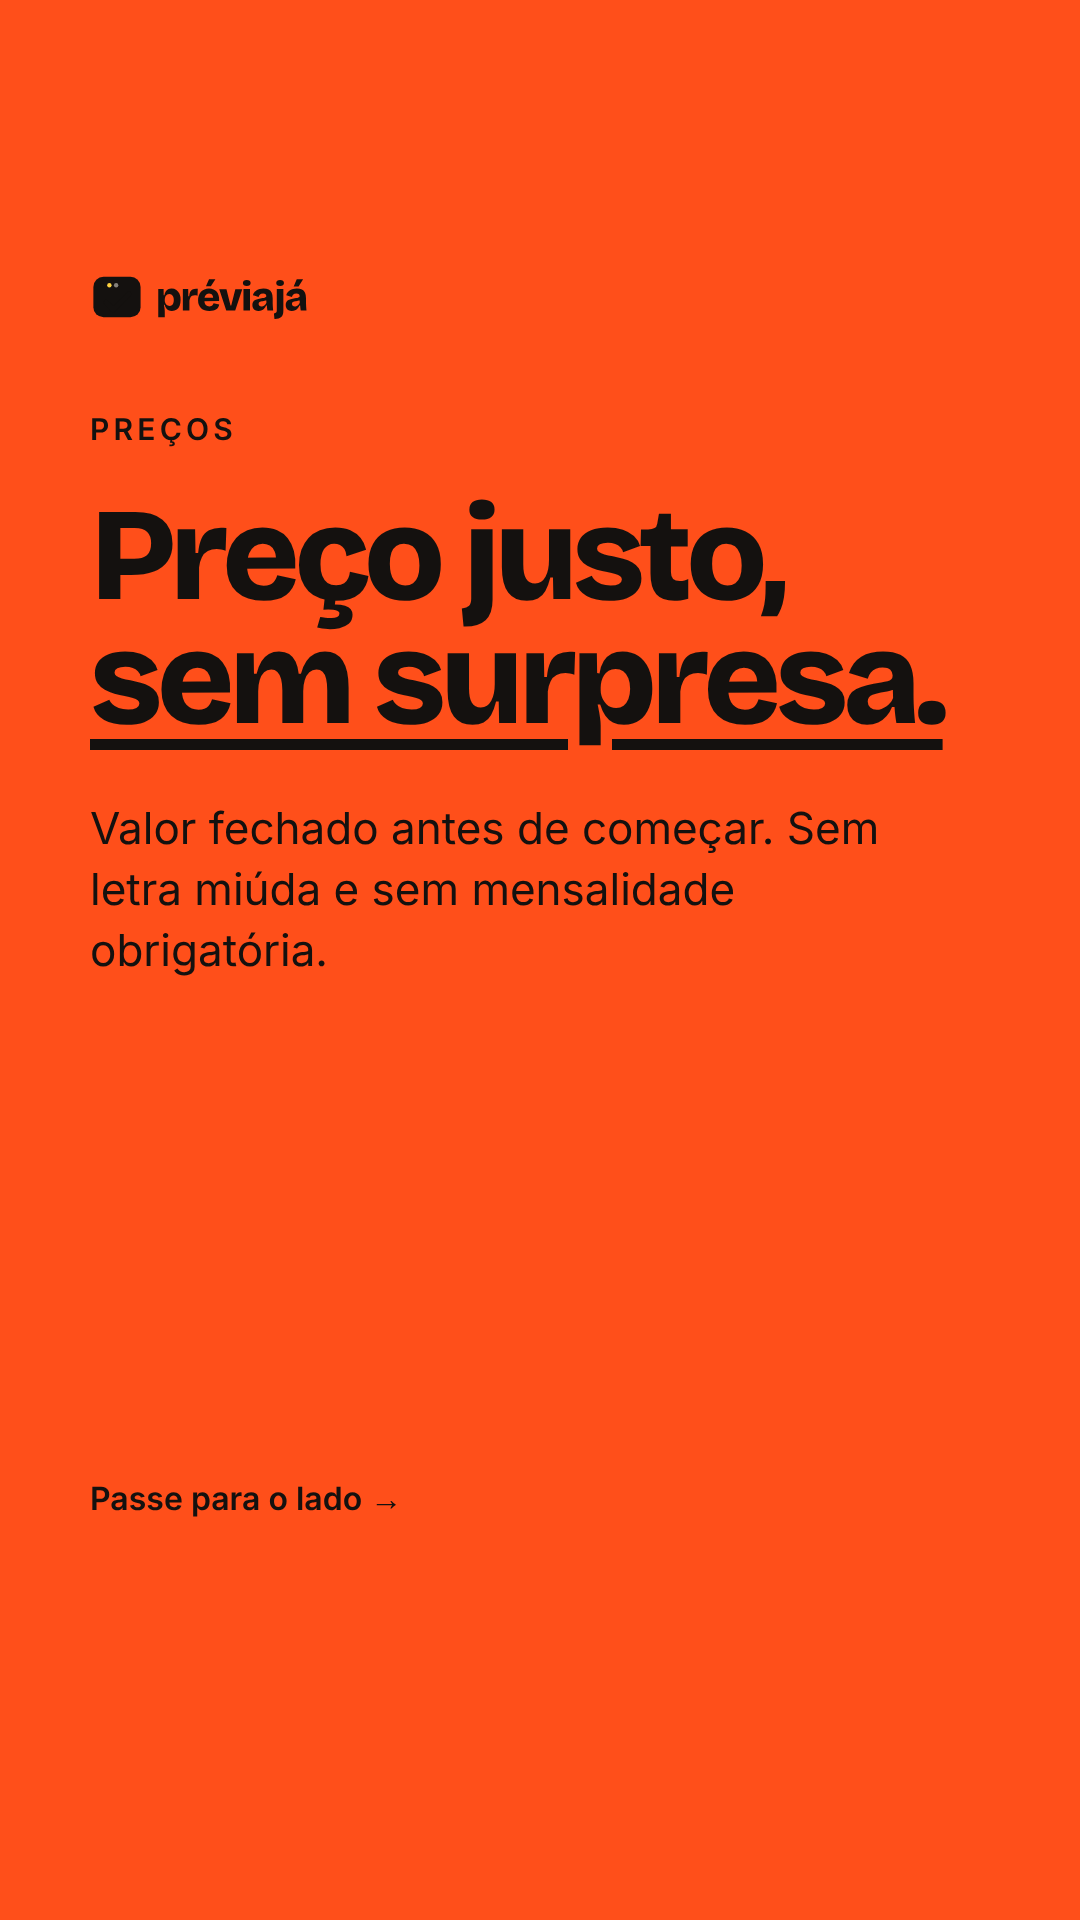 préviajá
PREÇOS
Preço justo,
sem surpresa.
Valor fechado antes de começar. Sem
letra miúda e sem mensalidade
obrigatória.
Passe para o lado →